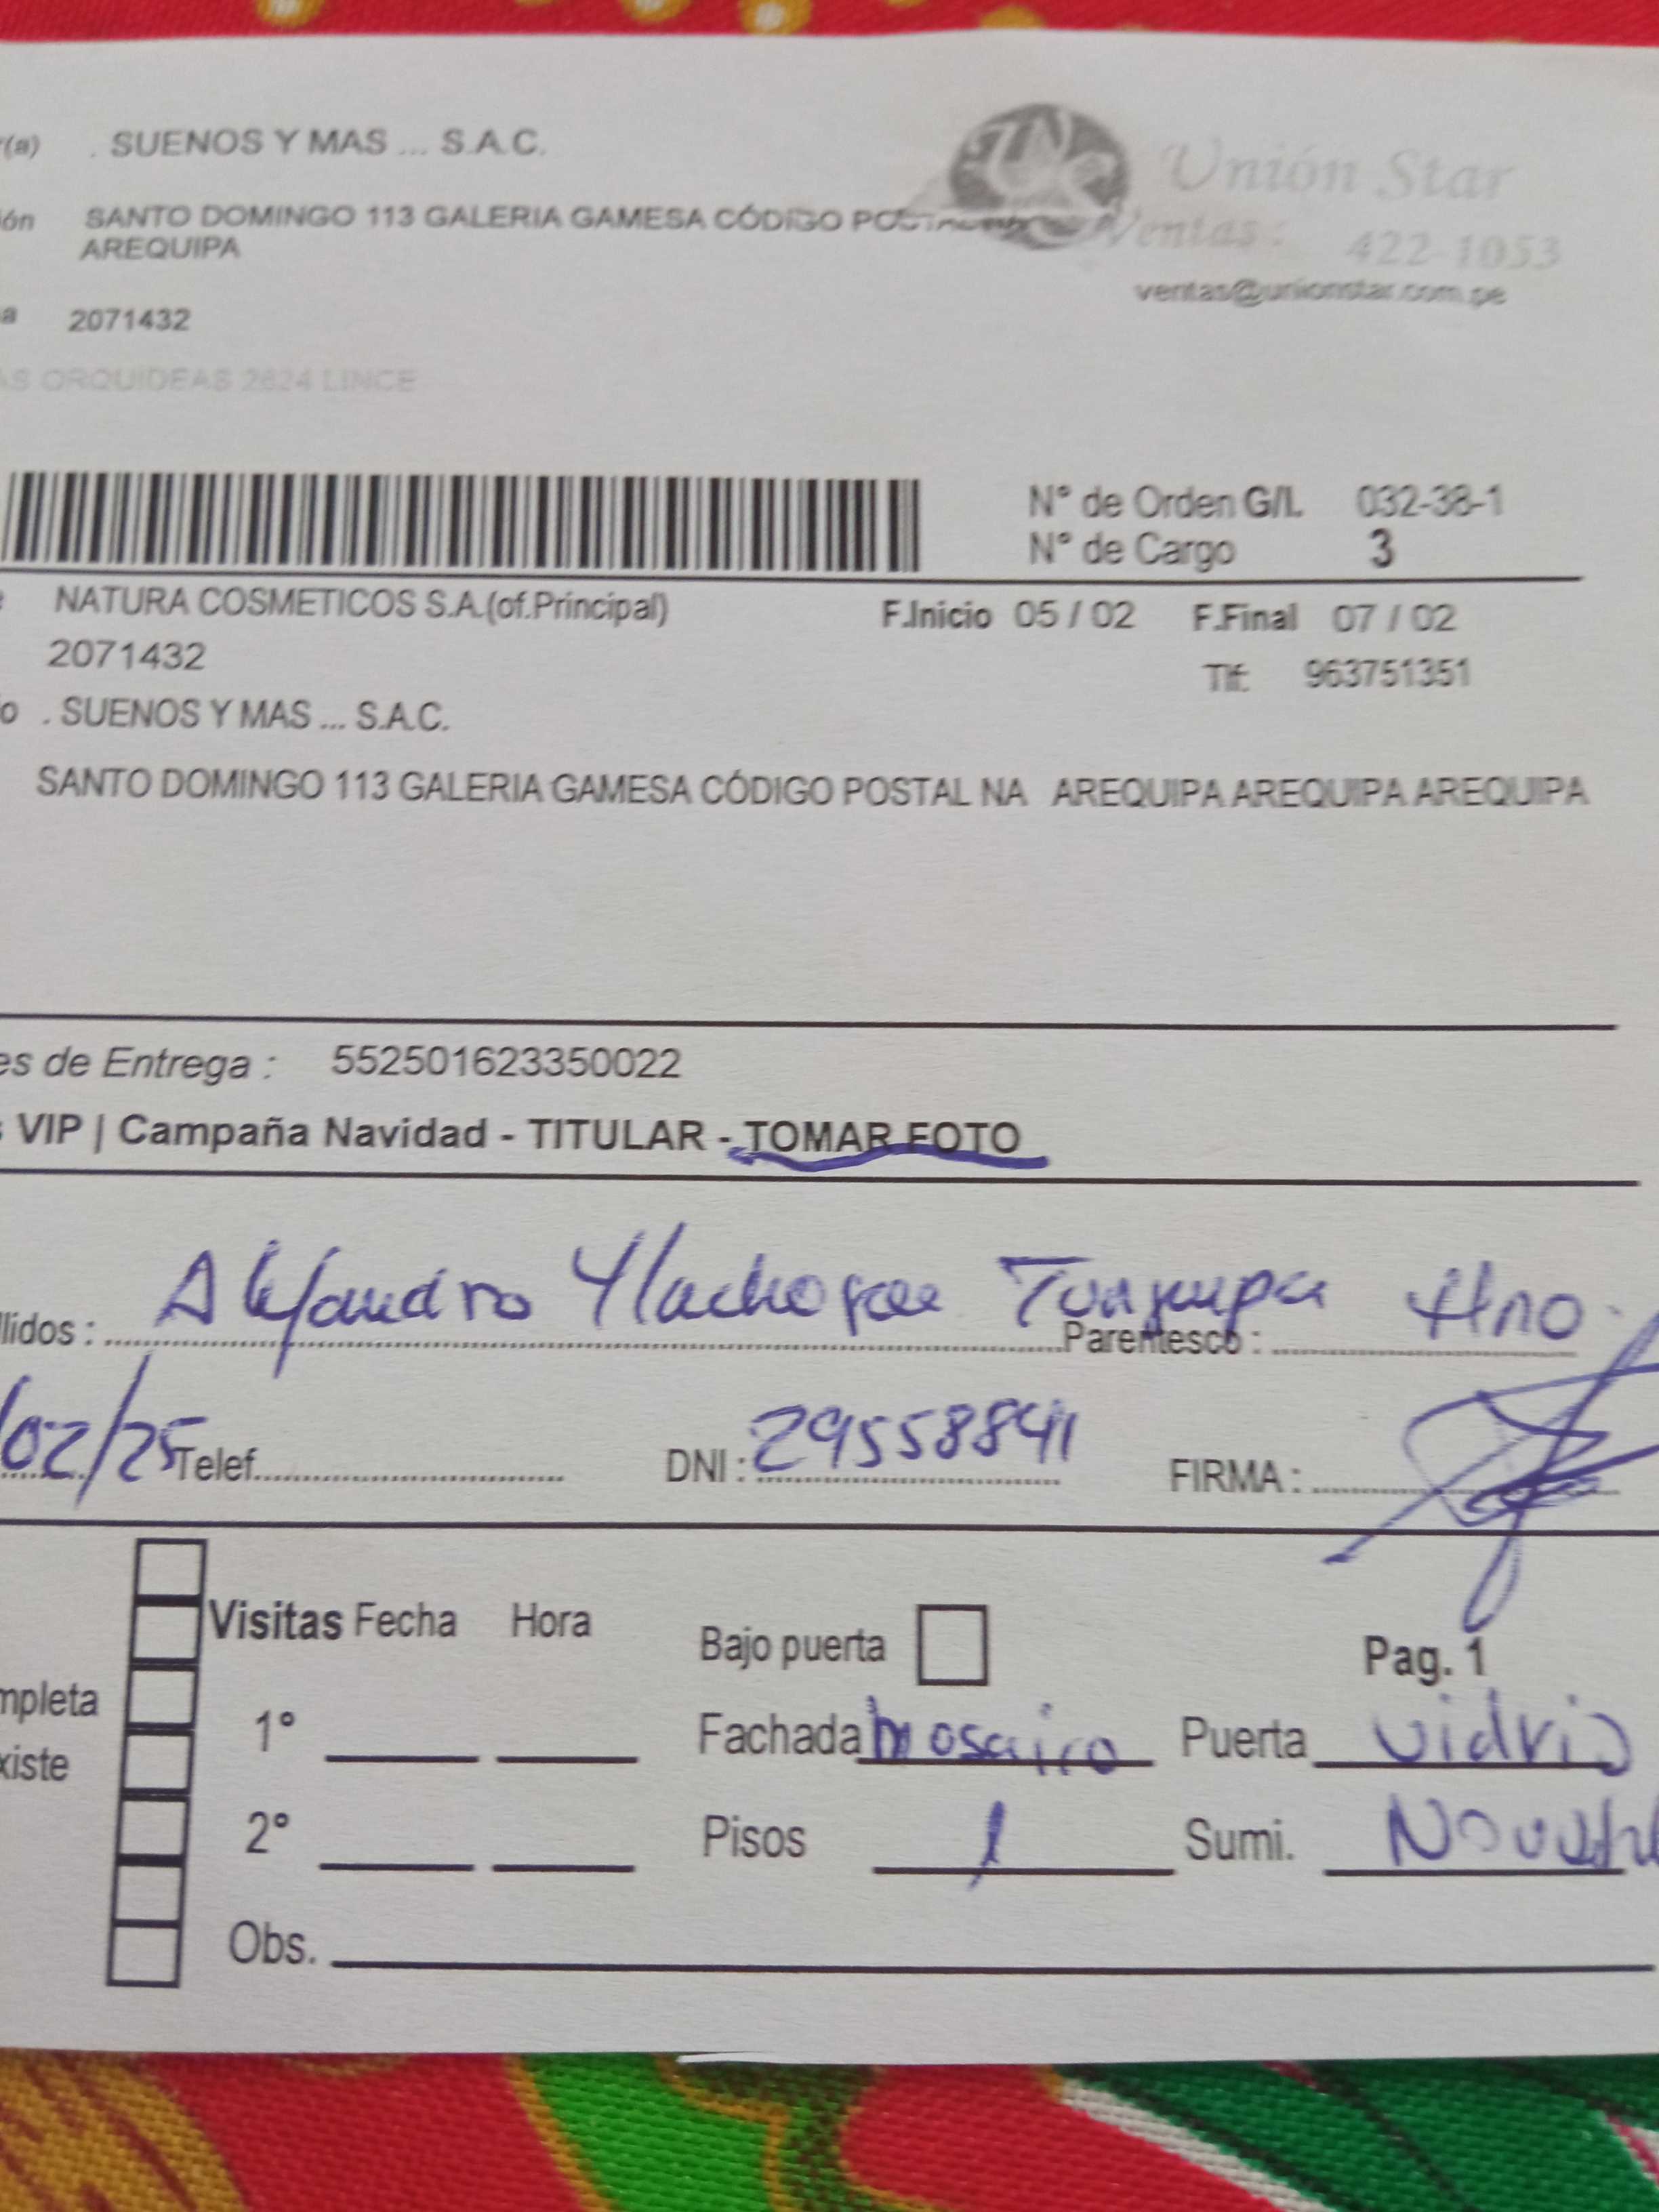 r(a) . SUENOS Y MAS ... S.A.C.
Unión Star
ón SANTO DOMINGO 113 GALERIA GAMESA CÓDIGO POSTAL NA
AREQUIPA
Ventas: 422-1053
ventas@unionstar.com.pe
a 2071432
AS ORQUIDEAS 2624 LINCE
N° de Orden G/I. 032-38-1
N° de Cargo 3
NATURA COSMETICOS S.A.(of.Principal) F.Inicio 05 / 02 F.Final 07 / 02
2071432 Tlf: 963751351
o . SUENOS Y MAS ... S.A.C.
SANTO DOMINGO 113 GALERIA GAMESA CÓDIGO POSTAL NA AREQUIPA AREQUIPA AREQUIPA
es de Entrega : 552501623350022
s VIP | Campaña Navidad - TITULAR - TOMAR FOTO
llidos : Alejandro Parentesco : Hno.
/02/25 Telef. DNI : 29558841 FIRMA :
Visitas Fecha Hora Bajo puerta Pag. 1
mpleta 1° Fachada mosaico Puerta vidrio
xiste
2° Pisos 1 Sumi.
Obs.